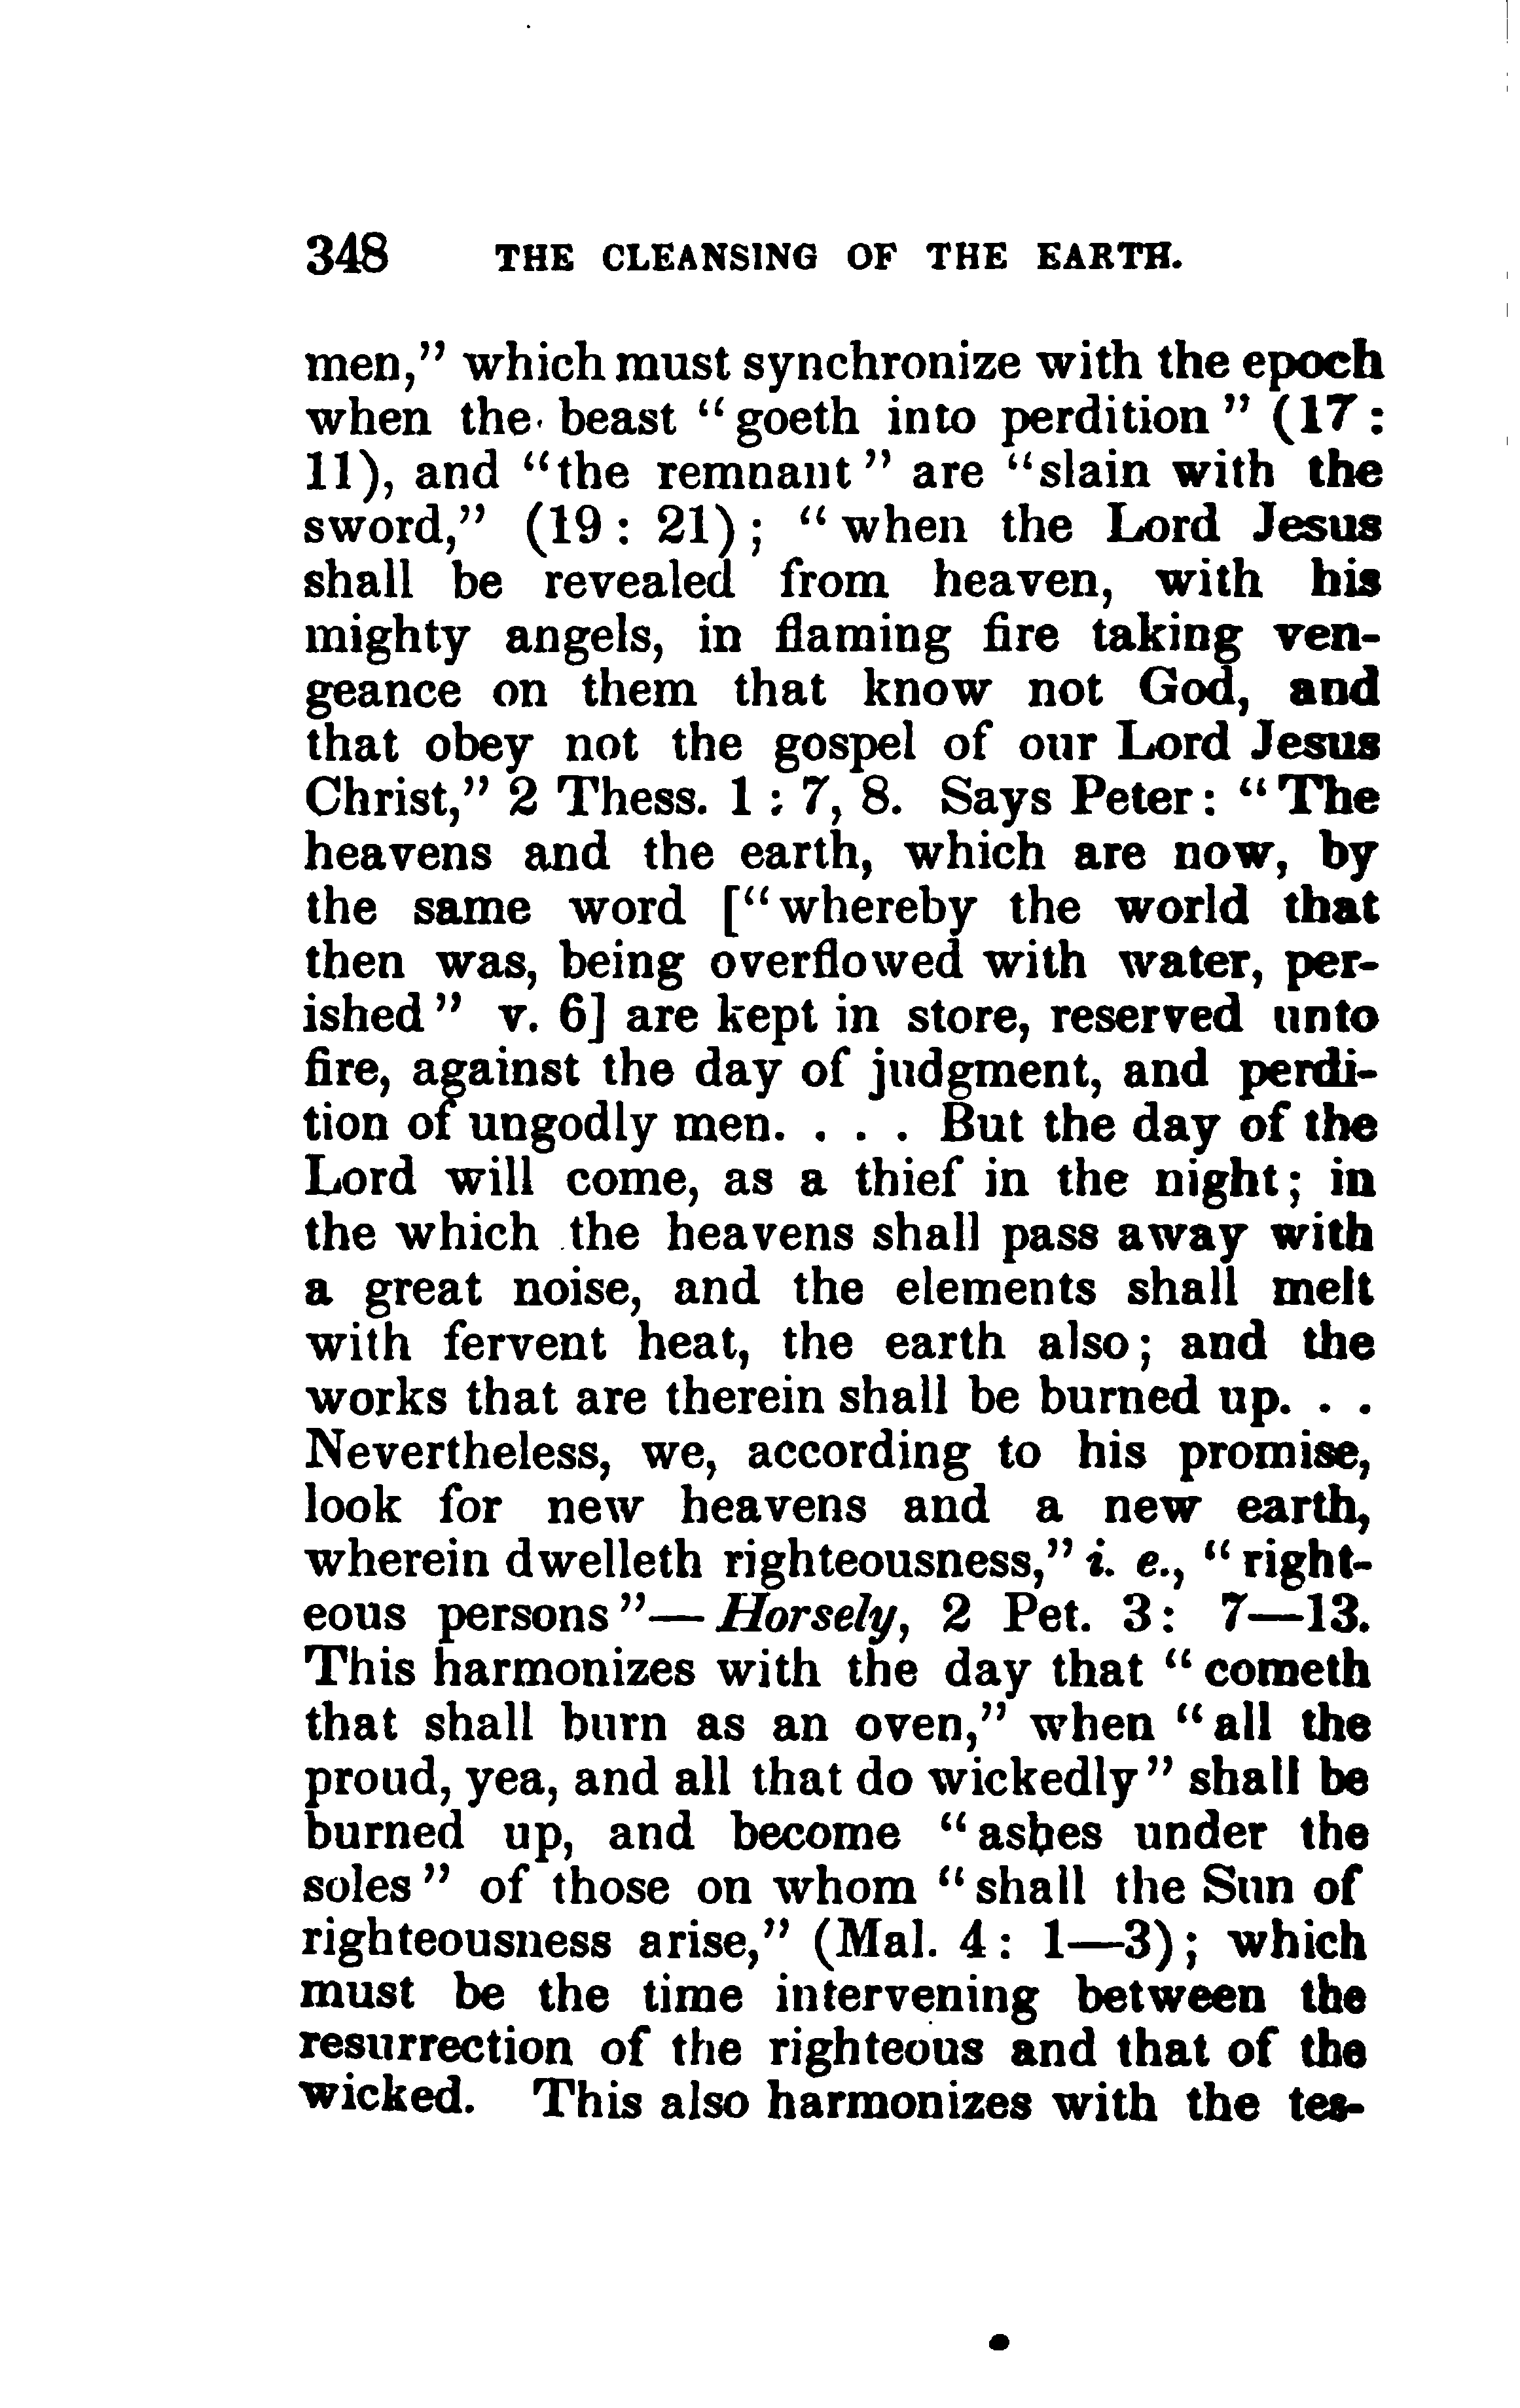 348 THE CLEANSING OF THE EARTH.
men,” which must synchronize with the epoch
when the beast “goeth into perdition” (17:
11), and “the remnant” are “slain with the
sword,” (19: 21); “when the Lord Jesus
shall be revealed from heaven, with his
mighty angels, in flaming fire taking ven-
geance on them that know not God, and
that obey not the gospel of our Lord Jesus
Christ,” 2 Thess. 1 : 7, 8. Says Peter: “The
heavens and the earth, which are now, by
the same word [“whereby the world that
then was, being overflowed with water, per-
ished” v. 6] are kept in store, reserved unto
fire, against the day of judgment, and perdi-
tion of ungodly men. . . . But the day of the
Lord will come, as a thief in the night; in
the which the heavens shall pass away with
a great noise, and the elements shall melt
with fervent heat, the earth also; and the
works that are therein shall be burned up. . .
Nevertheless, we, according to his promise,
look for new heavens and a new earth,
wherein dwelleth righteousness,” i. e., “right-
eous persons”—Horsely, 2 Pet. 3: 7—13.
This harmonizes with the day that “cometh
that shall burn as an oven,” when “all the
proud, yea, and all that do wickedly” shall be
burned up, and become “ashes under the
soles” of those on whom “shall the Sun of
righteousness arise,” (Mal. 4: 1—3); which
must be the time intervening between the
resurrection of the righteous and that of the
wicked. This also harmonizes with the tes-